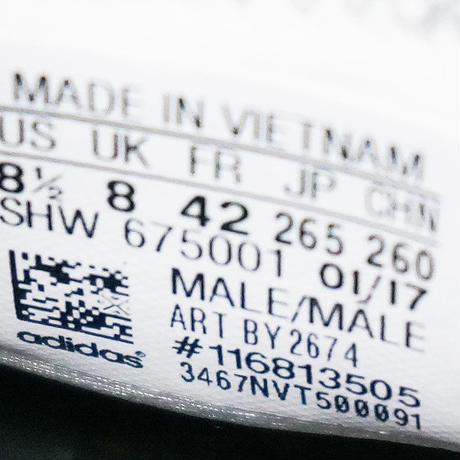 MADE IN VIETNAM
US UK FR JP CHN
8½ 8 42 265 260
SHW 675001 01/17
MALE/MALE
ART BY2674
#116813505
3467NVT500091
adidas